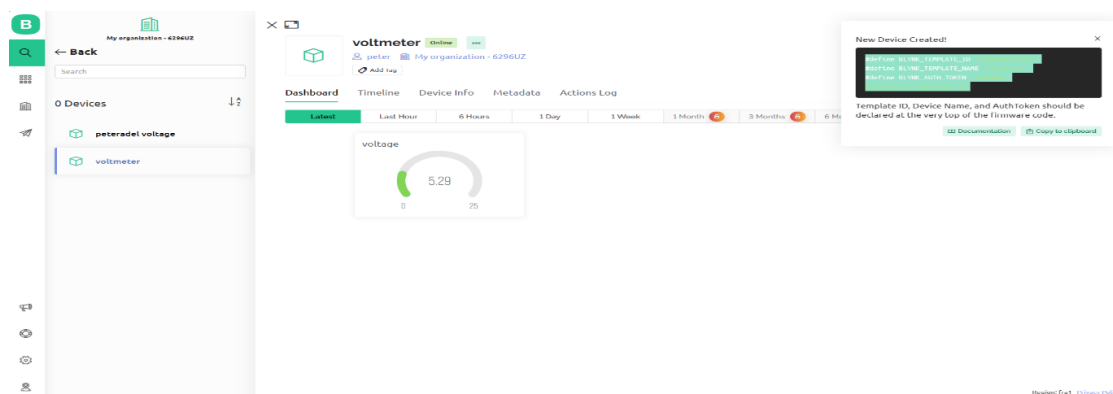 B
My organization - 6296UZ
← Back
Search
0 Devices
peteradel voltage
voltmeter
voltmeter Online
peter My organization - 6296UZ
Add Tag
Dashboard Timeline Device Info Metadata Actions Log
Latest Last Hour 6 Hours 1 Day 1 Week 1 Month 3 Months
voltage
5.29
0 25
New Device Created!
#define BLYNK_TEMPLATE_ID
#define BLYNK_TEMPLATE_NAME
#define BLYNK_AUTH_TOKEN
Template ID, Device Name, and AuthToken should be
declared at the very top of the firmware code.
Documentation Copy to clipboard